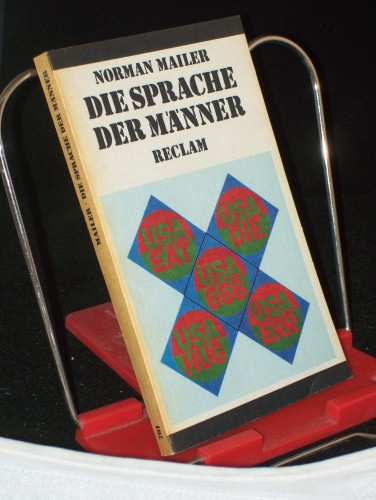 NORMAN MAILER
DIE SPRACHE
DER MÄNNER
RECLAM
USA
EAT
USA
DIE
USA
666
USA
HUG
USA
ERR
MAILER · DIE SPRACHE DER MÄNNER